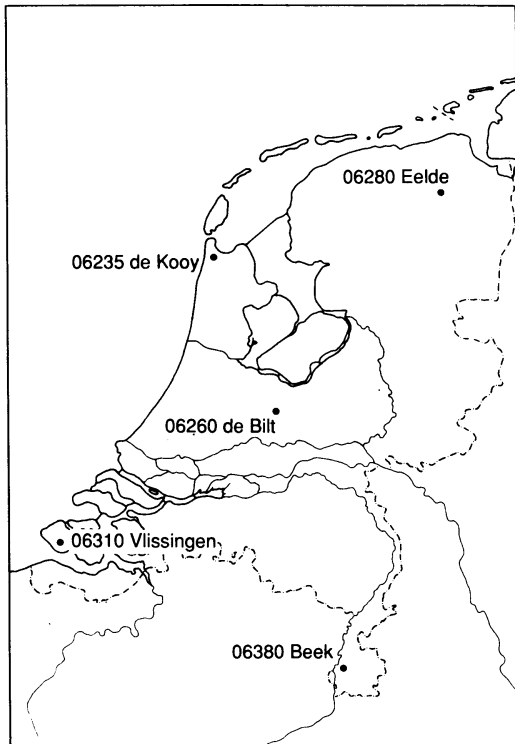 06280 Eelde
06235 de Kooy
06260 de Bilt
06310 Vlissingen
06380 Beek